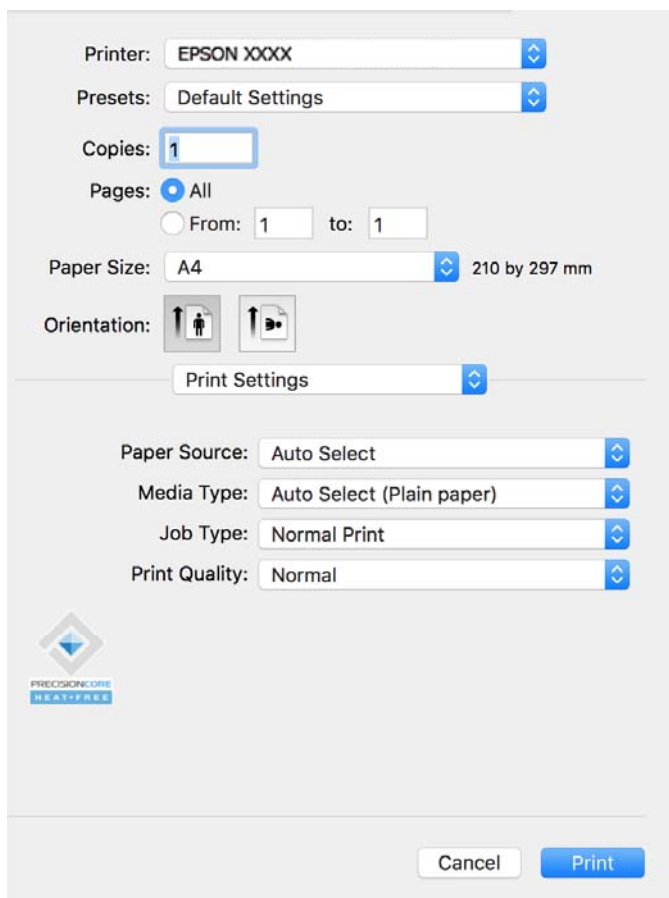 Printer: EPSON XXXX
Presets: Default Settings
Copies: 1
Pages: All
From: 1 to: 1
Paper Size: A4 210 by 297 mm
Orientation:
Print Settings
Paper Source: Auto Select
Media Type: Auto Select (Plain paper)
Job Type: Normal Print
Print Quality: Normal
PRECISIONCORE
HEAT-FREE
Cancel Print